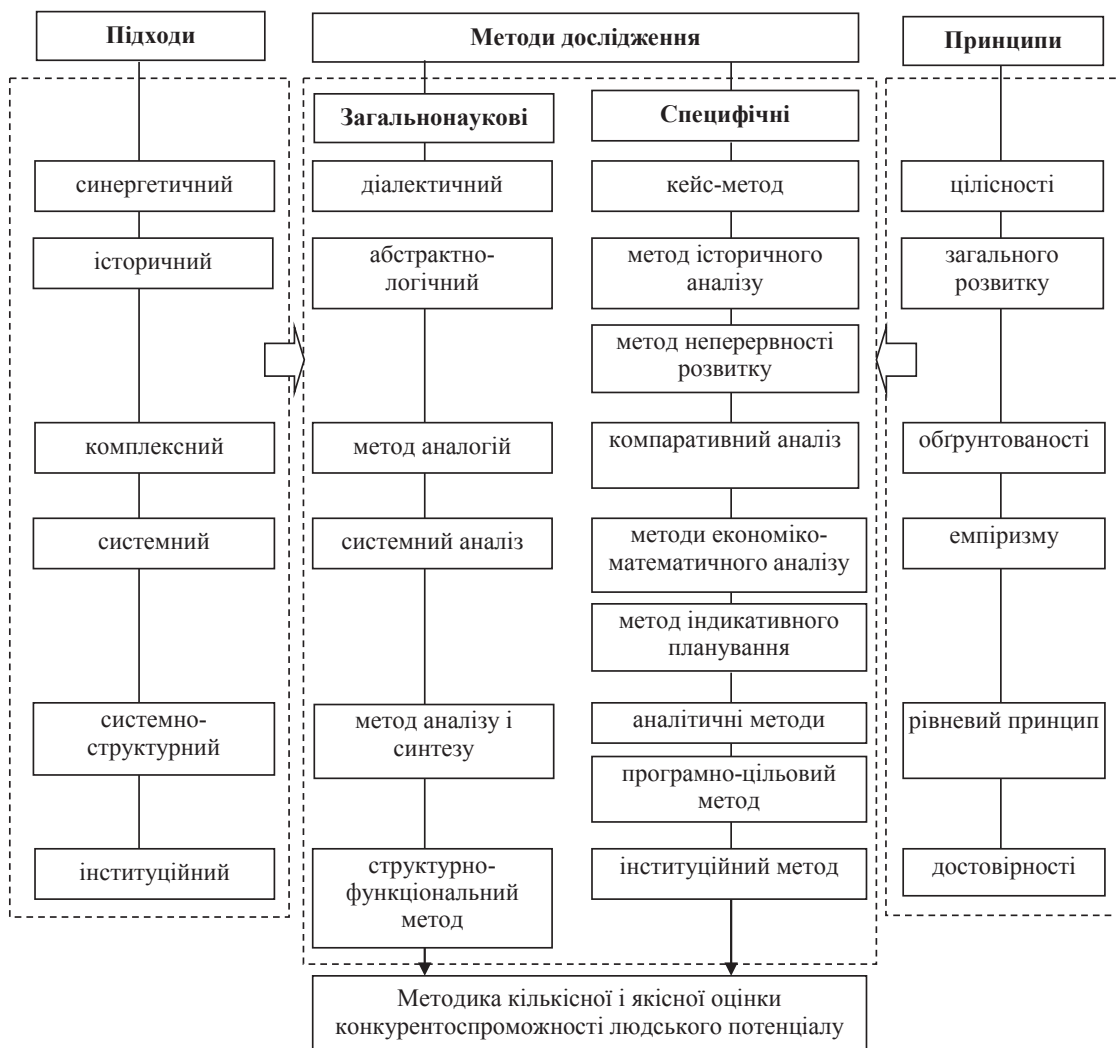 Підходи
Методи дослідження
Принципи
Загальнонаукові
Специфічні
синергетичний
діалектичний
кейс-метод
цілісності
історичний
абстрактно-
логічний
метод історичного
аналізу
загального
розвитку
метод неперервності
розвитку
комплексний
метод аналогій
компаративний аналіз
обґрунтованості
системний
системний аналіз
методи економіко-
математичного аналізу
емпіризму
метод індикативного
планування
системно-
структурний
метод аналізу і
синтезу
аналітичні методи
рівневий принцип
програмно-цільовий
метод
інституційний
структурно-
функціональний
метод
інституційний метод
достовірності
Методика кількісної і якісної оцінки
конкурентоспроможності людського потенціалу